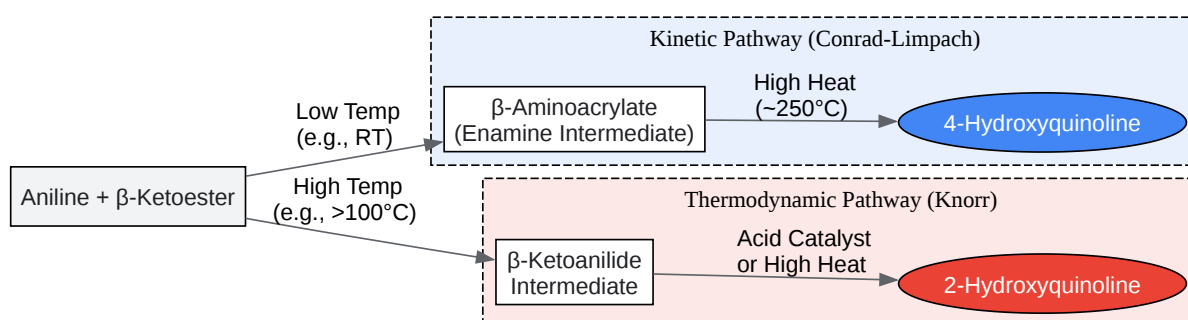 Kinetic Pathway (Conrad-Limpach)
High Heat
(~250°C)
β-Aminoacrylate
(Enamine Intermediate)
4-Hydroxyquinoline
Low Temp
(e.g., RT)
Aniline + β-Ketoester
High Temp
(e.g., >100°C)
Thermodynamic Pathway (Knorr)
Acid Catalyst
or High Heat
β-Ketoanilide
Intermediate
2-Hydroxyquinoline